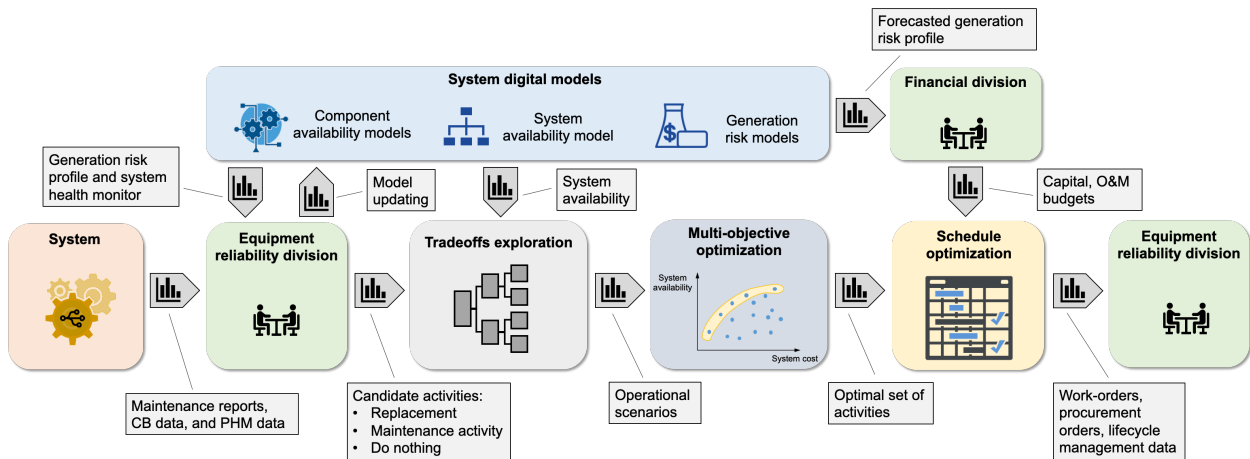 Forecasted generation
risk profile
System digital models
Component
availability models
System
availability model
$
Generation
risk models
Financial division
Generation risk
profile and system
health monitor
Model
updating
System
availability
Capital, O&M
budgets
System
Equipment
reliability division
Tradeoffs exploration
Multi-objective
optimization
System
availability
System cost
Schedule
optimization
Equipment
reliability division
Maintenance reports,
CB data, and PHM data
Candidate activities:
• Replacement
• Maintenance activity
• Do nothing
Operational
scenarios
Optimal set of
activities
Work-orders,
procurement
orders, lifecycle
management data